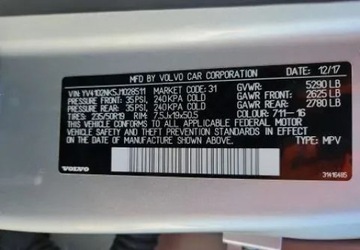 MFD BY VOLVO CAR CORPORATION 12/17
VIN: YV4102NKSJ1028511 MARKET CODE: 31 GVWR: 5290 LB
PRESSURE FRONT: 35 PSI, 240 KPA COLD GAWR FRONT: 2625 LB
PRESSURE REAR: 35 PSI, 240 KPA COLD GAWR REAR: 2780 LB
TIRES: 235/50R19 RIM: 7.5Jx19x50.5 COLOUR: 711-16
THIS VEHICLE CONFORMS TO ALL APPLICABLE FEDERAL MOTOR
VEHICLE SAFETY AND THEFT PREVENTION STANDARDS IN EFFECT
ON THE DATE OF MANUFACTURE SHOWN ABOVE. TYPE: MPV
VOLVO
31416485